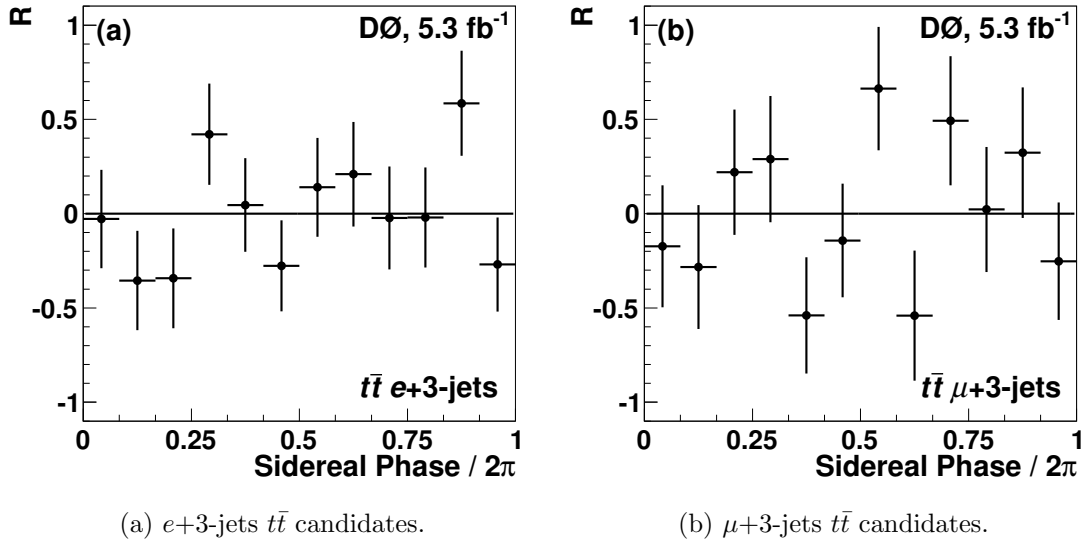 R
(a)
DØ, 5.3 fb⁻¹
1
0.5
0
-0.5
-1
tt̄ e+3-jets
0 0.25 0.5 0.75 1
Sidereal Phase / 2π
R
(b)
DØ, 5.3 fb⁻¹
1
0.5
0
-0.5
-1
tt̄ μ+3-jets
0 0.25 0.5 0.75 1
Sidereal Phase / 2π
(a) e+3-jets tt̄ candidates.
(b) μ+3-jets tt̄ candidates.